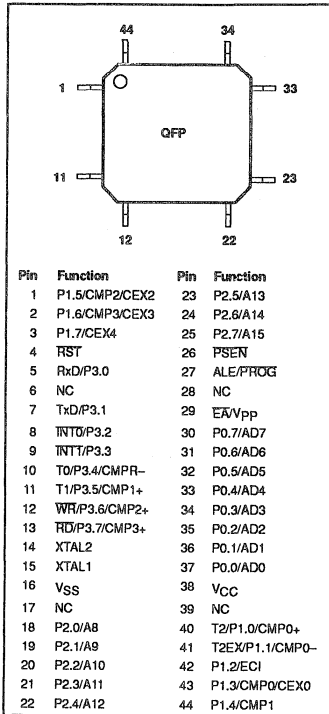 44 34
1 33
QFP
11 23
12 22
Pin Function Pin Function
1 P1.5/CMP2/CEX2 23 P2.5/A13
2 P1.6/CMP3/CEX3 24 P2.6/A14
3 P1.7/CEX4 25 P2.7/A15
4 R̅S̅T̅ 26 P̅S̅E̅N̅
5 RxD/P3.0 27 ALE/P̅R̅O̅G̅
6 NC 28 NC
7 TxD/P3.1 29 E̅A̅/VPP
8 I̅N̅T̅0̅/P3.2 30 P0.7/AD7
9 I̅N̅T̅1̅/P3.3 31 P0.6/AD6
10 T0/P3.4/CMPR– 32 P0.5/AD5
11 T1/P3.5/CMP1+ 33 P0.4/AD4
12 W̅R̅/P3.6/CMP2+ 34 P0.3/AD3
13 R̅D̅/P3.7/CMP3+ 35 P0.2/AD2
14 XTAL2 36 P0.1/AD1
15 XTAL1 37 P0.0/AD0
16 VSS 38 VCC
17 NC 39 NC
18 P2.0/A8 40 T2/P1.0/CMP0+
19 P2.1/A9 41 T2EX/P1.1/CMP0–
20 P2.2/A10 42 P1.2/ECI
21 P2.3/A11 43 P1.3/CMP0/CEX0
22 P2.4/A12 44 P1.4/CMP1